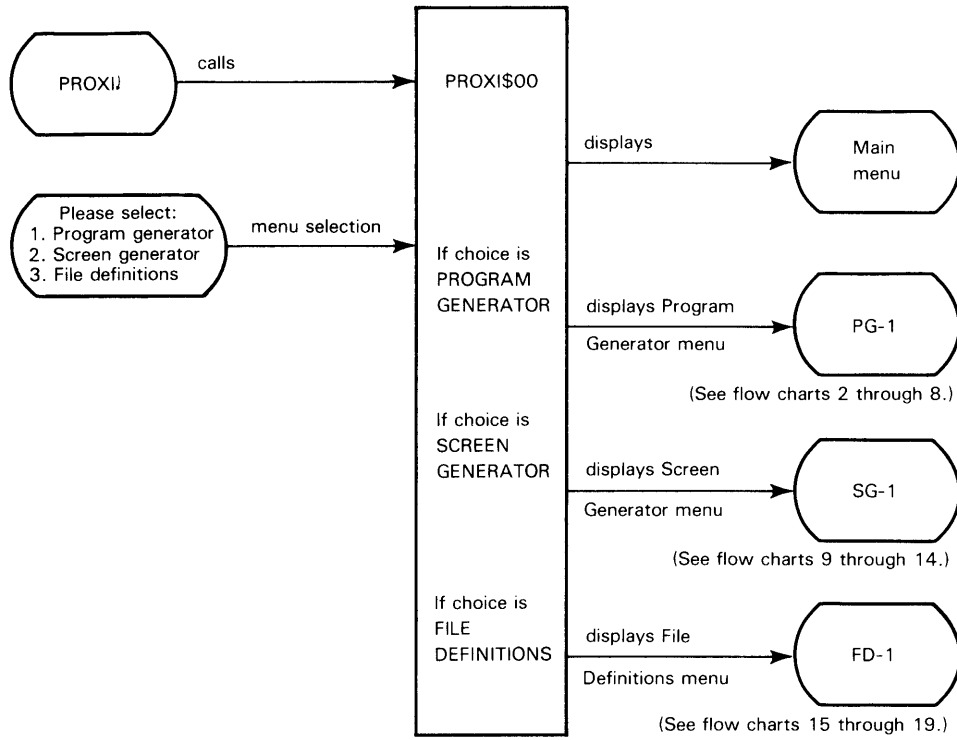 PROXI
calls
PROXI$00
displays
Main
menu
Please select:
1. Program generator
2. Screen generator
3. File definitions
menu selection
If choice is
PROGRAM
GENERATOR
displays Program
Generator menu
PG-1
(See flow charts 2 through 8.)
If choice is
SCREEN
GENERATOR
displays Screen
Generator menu
SG-1
(See flow charts 9 through 14.)
If choice is
FILE
DEFINITIONS
displays File
Definitions menu
FD-1
(See flow charts 15 through 19.)